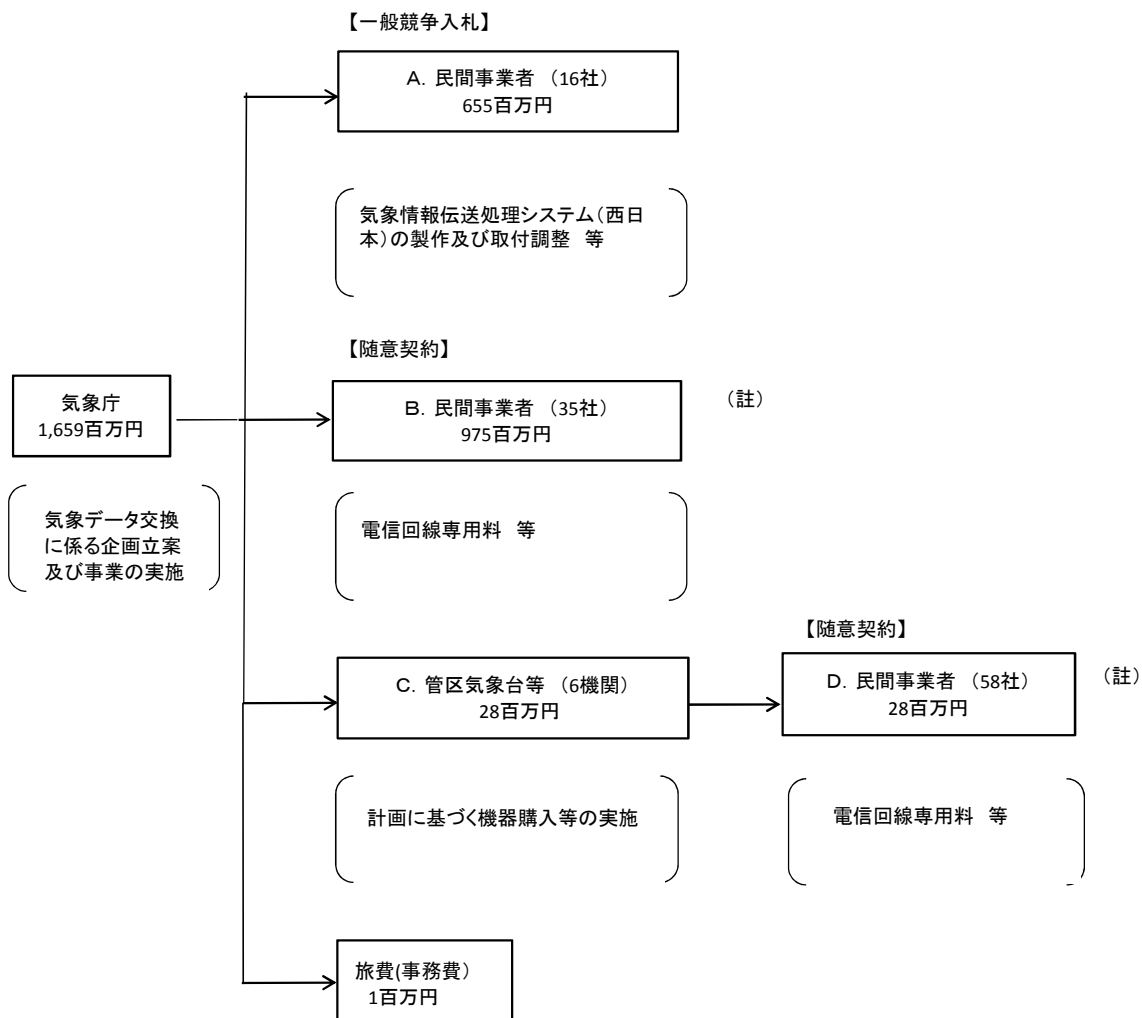 【一般競争入札】
A. 民間事業者 （16社）
655百万円
気象情報伝送処理システム（西日
本）の製作及び取付調整 等
【随意契約】
気象庁
1,659百万円
B. 民間事業者 （35社）
975百万円
（註）
気象データ交換
に係る企画立案
及び事業の実施
電信回線専用料 等
【随意契約】
C. 管区気象台等 （6機関）
28百万円
D. 民間事業者 （58社）
28百万円
（註）
計画に基づく機器購入等の実施
電信回線専用料 等
旅費(事務費）
1百万円